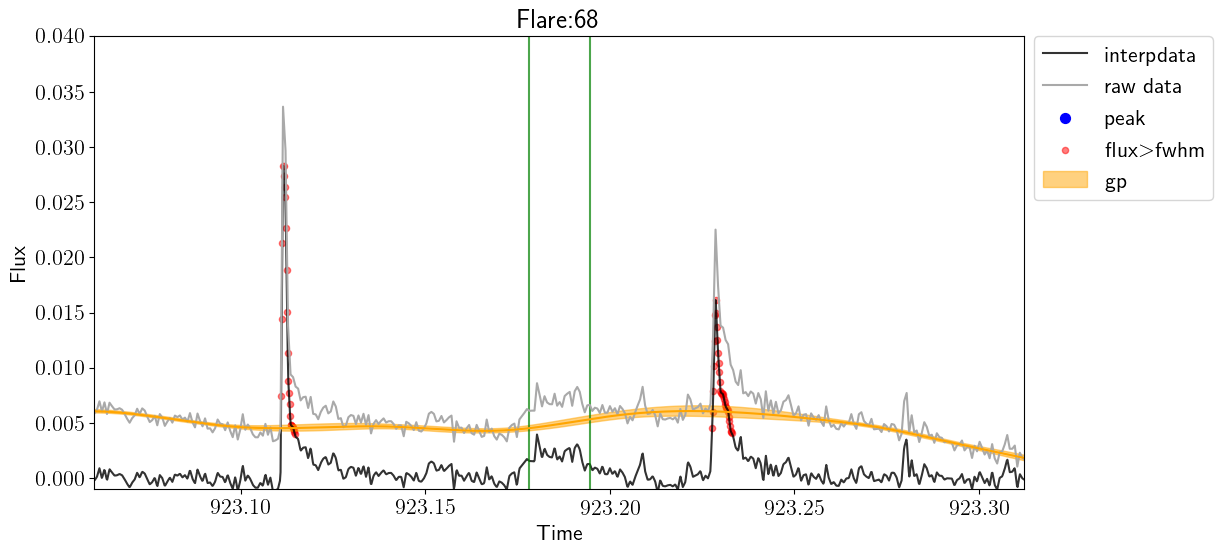 Flare:68
0.040
0.035
0.030
0.025
0.020
0.015
0.010
0.005
0.000
Flux
923.10 923.15 923.20 923.25 923.30
Time
interpdata
raw data
peak
flux>fwhm
gp